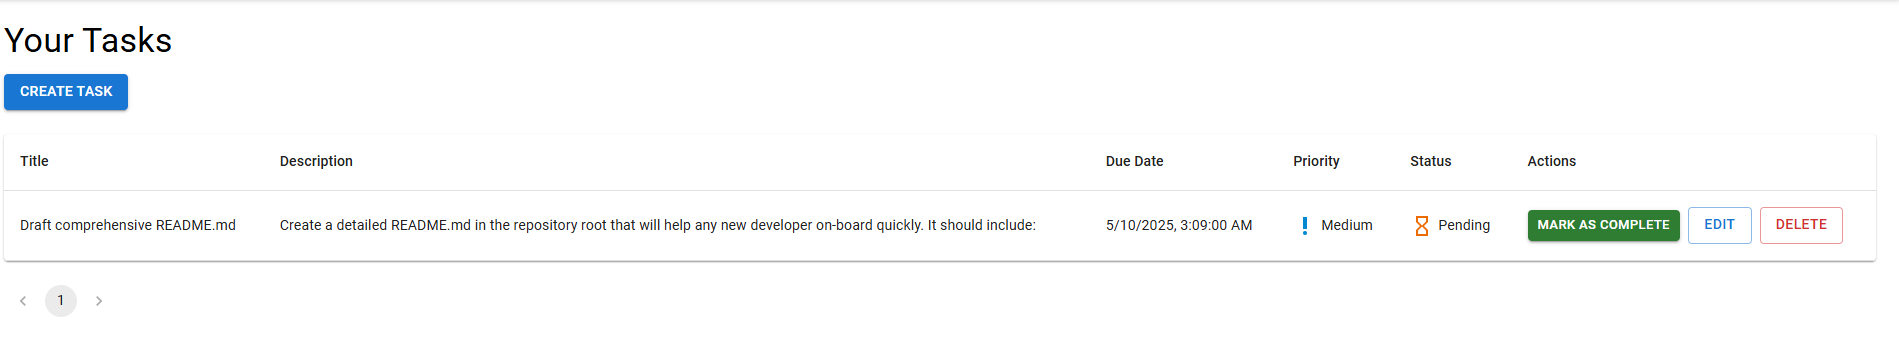 Your Tasks
CREATE TASK
Title Description Due Date Priority Status Actions
Draft comprehensive README.md Create a detailed README.md in the repository root that will help any new developer on-board quickly. It should include: 5/10/2025, 3:09:00 AM Medium Pending MARK AS COMPLETE EDIT DELETE
1